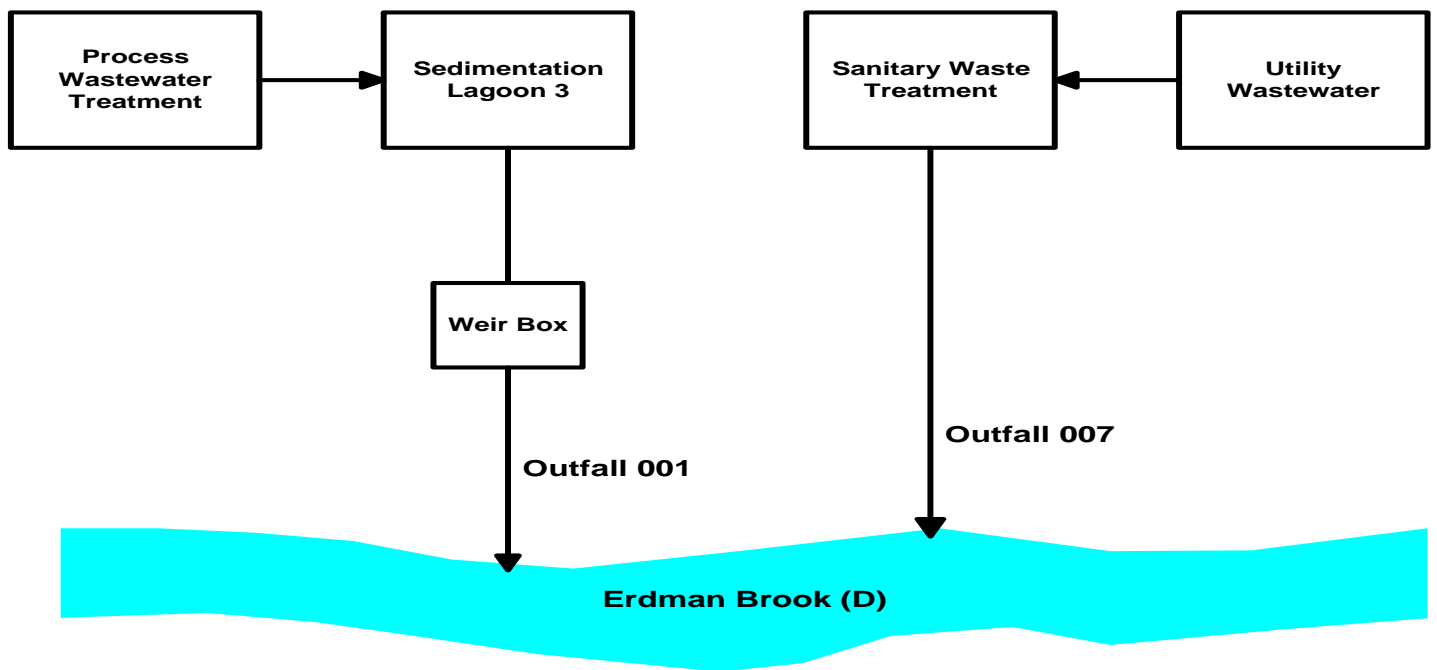 Process
Wastewater
Treatment
Sedimentation
Lagoon 3
Sanitary Waste
Treatment
Utility
Wastewater
Weir Box
Outfall 007
Outfall 001
Erdman Brook (D)